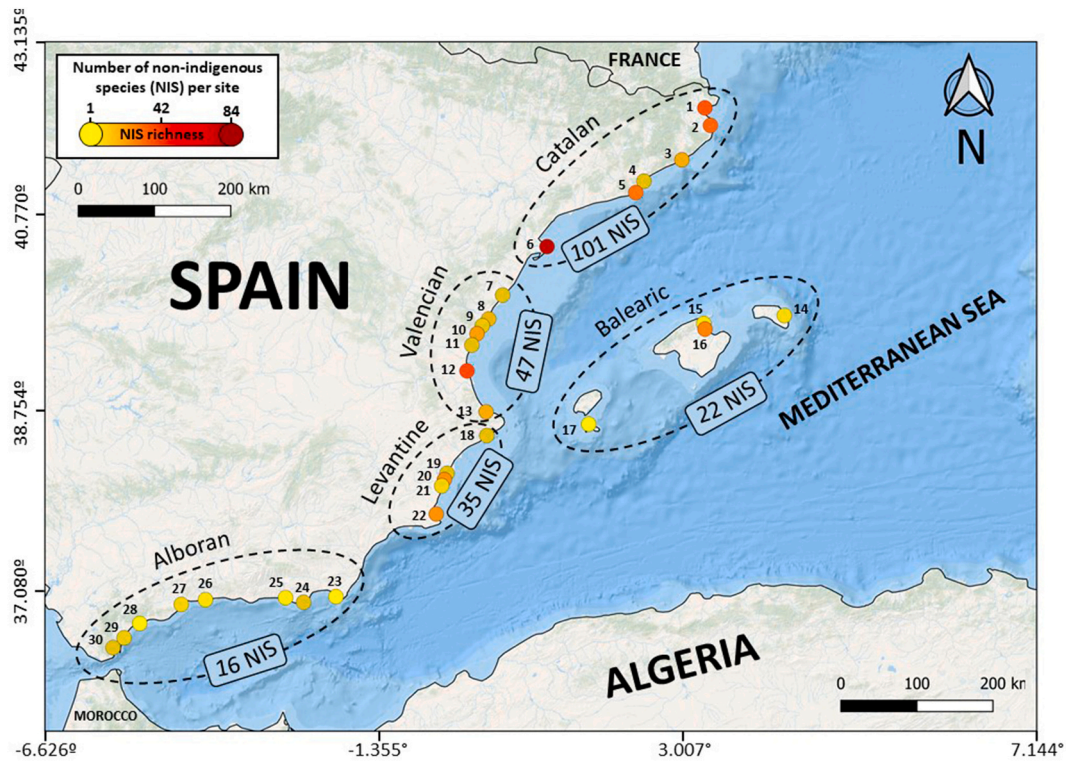 43.135º
40.770º
38.754º
37.080º
Number of non-indigenous
species (NIS) per site
1 42 84
NIS richness
0 100 200 km
FRANCE
N
SPAIN
Catalan
1
2
3
4
5
6
101 NIS
Valencian
7
8
9
10
11
12
13
47 NIS
Balearic
14
15
16
17
22 NIS
MEDITERRANEAN SEA
Levantine
18
19
20
21
22
35 NIS
Alboran
23
24
25
26
27
28
29
30
16 NIS
ALGERIA
MOROCCO
0 100 200 kn
-6.626º -1.355° 3.007° 7.144°